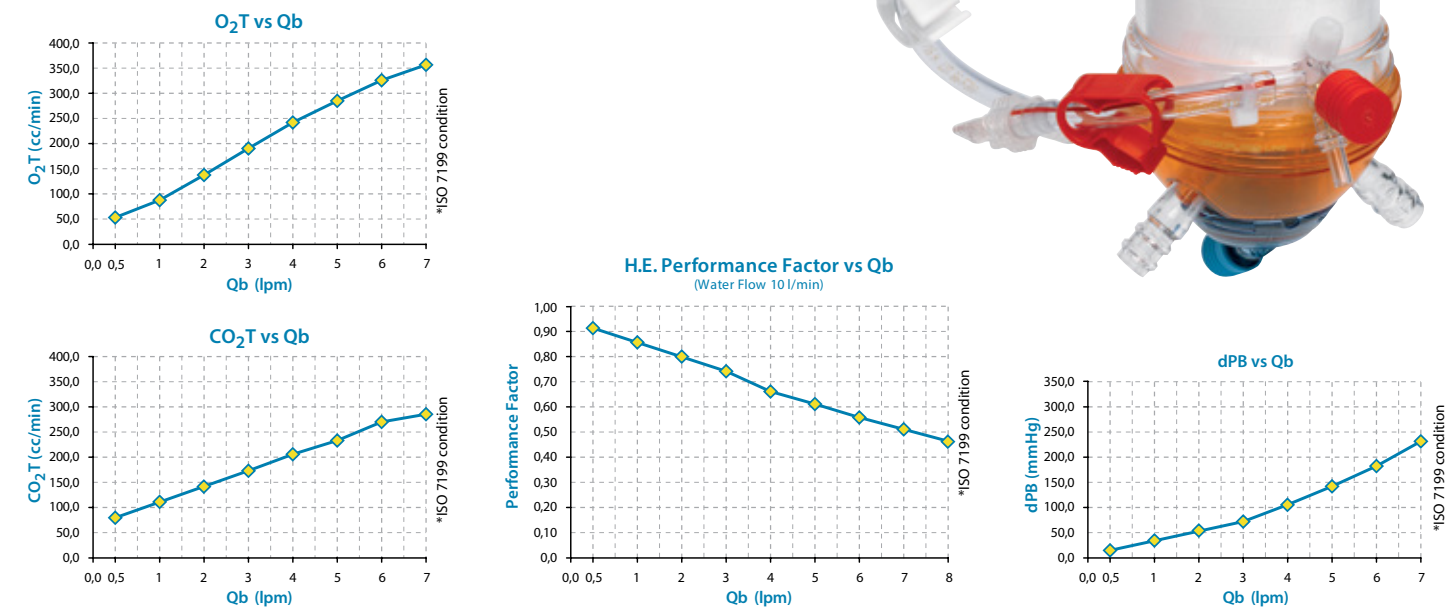 O2T vs Qb
400,0
350,0
300,0
250,0
200,0
150,0
100,0
50,0
0,0
O2T (cc/min)
0,0 0,5 1 2 3 4 5 6 7
Qb (lpm)
*ISO 7199 condition
CO2T vs Qb
400,0
350,0
300,0
250,0
200,0
150,0
100,0
50,0
0,0
CO2T (cc/min)
0,0 0,5 1 2 3 4 5 6 7
Qb (lpm)
*ISO 7199 condition
H.E. Performance Factor vs Qb
(Water Flow 10 l/min)
1,00
0,90
0,80
0,70
0,60
0,50
0,40
0,30
0,20
0,10
0,0
Performance Factor
0,0 0,5 1 2 3 4 5 6 7 8
Qb (lpm)
*ISO 7199 condition
dPB vs Qb
350,0
300,0
250,0
200,0
150,0
100,0
50,0
0,0
dPB (mmHg)
0,0 0,5 1 2 3 4 5 6 7
Qb (lpm)
*ISO 7199 condition